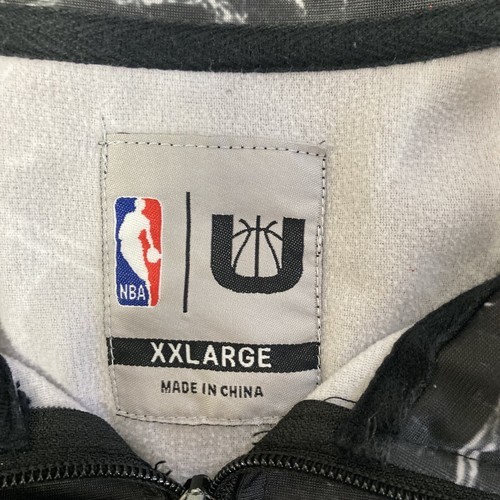 NBA U
XXLARGE
MADE IN CHINA